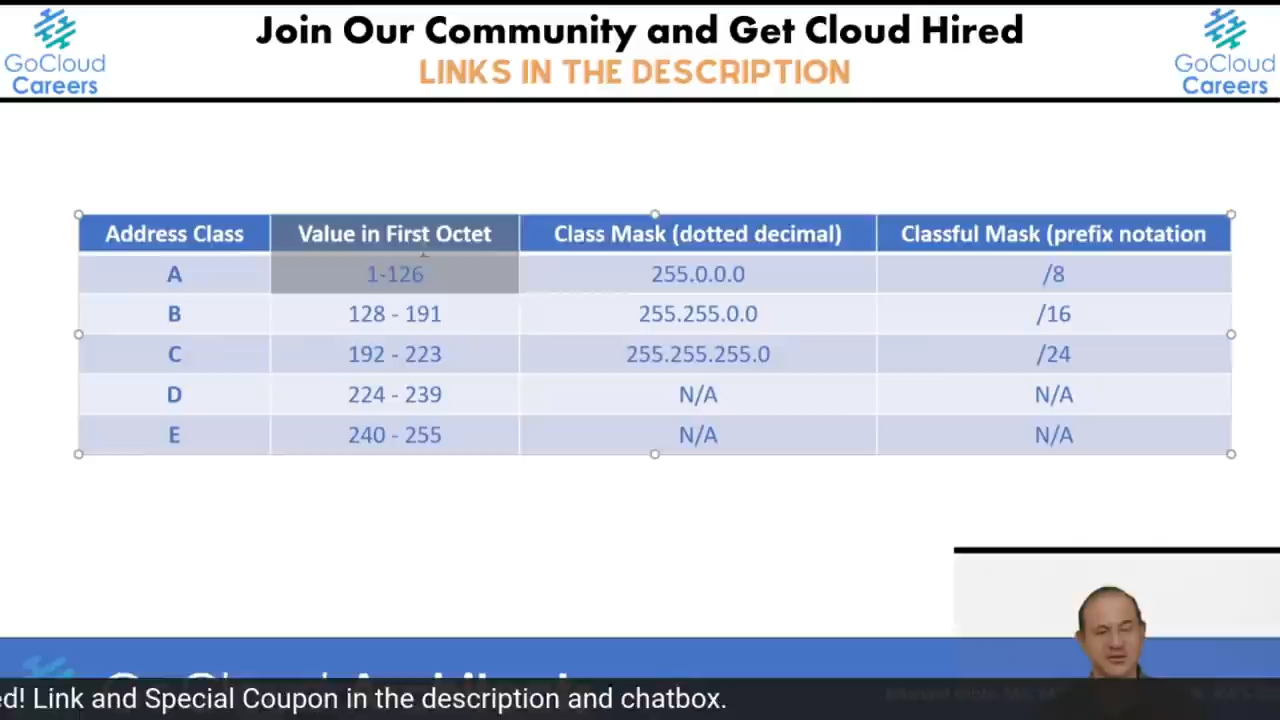 Join Our Community and Get Cloud Hired
LINKS IN THE DESCRIPTION
GoCloud
Careers
GoCloud
Careers
Address Class Value in First Octet Class Mask (dotted decimal) Classful Mask (prefix notation
A 1-126 255.0.0.0 /8
B 128 - 191 255.255.0.0 /16
C 192 - 223 255.255.255.0 /24
D 224 - 239 N/A N/A
E 240 - 255 N/A N/A
ed! Link and Special Coupon in the description and chatbox.